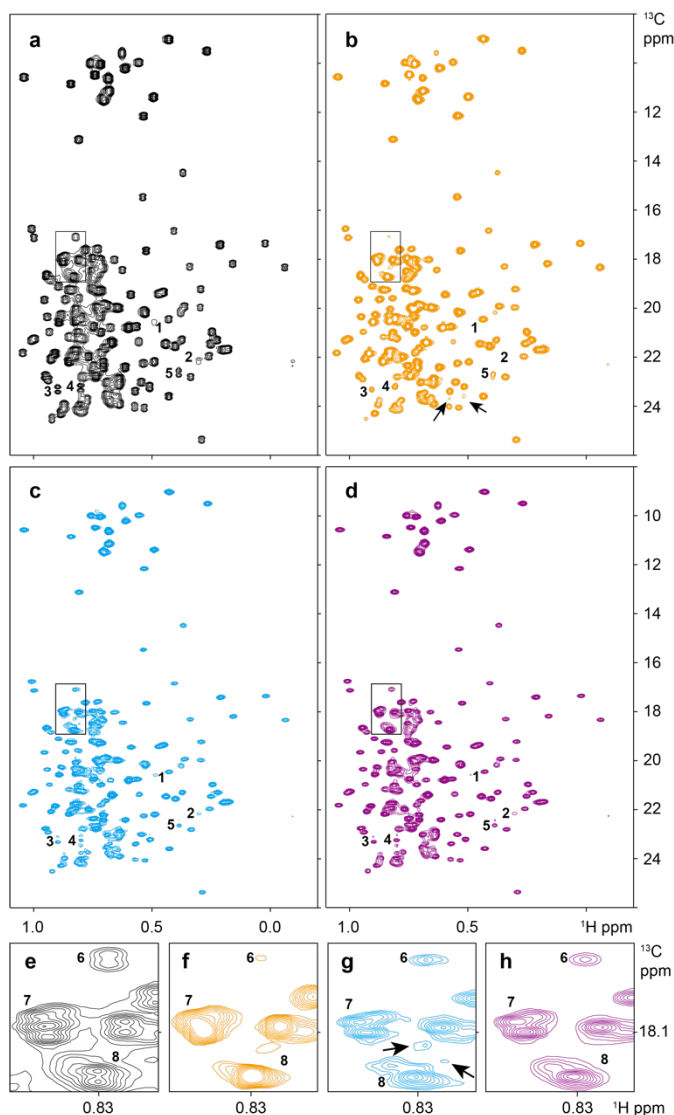 a b ¹³C
ppm
12
14
16
18
20
22
24
1 2 5 3 4
1 2 5 3 4
c d
10
12
14
16
18
20
22
24
1 2 5 3 4
1 2 5 3 4
1.0 0.5 0.0 1.0 0.5 ¹H ppm
e 6 7 8
f 6 7 8
g 6 7 8
h 6 7 8
¹³C
ppm
18.1
0.83 0.83 0.83 0.83 ¹H ppm